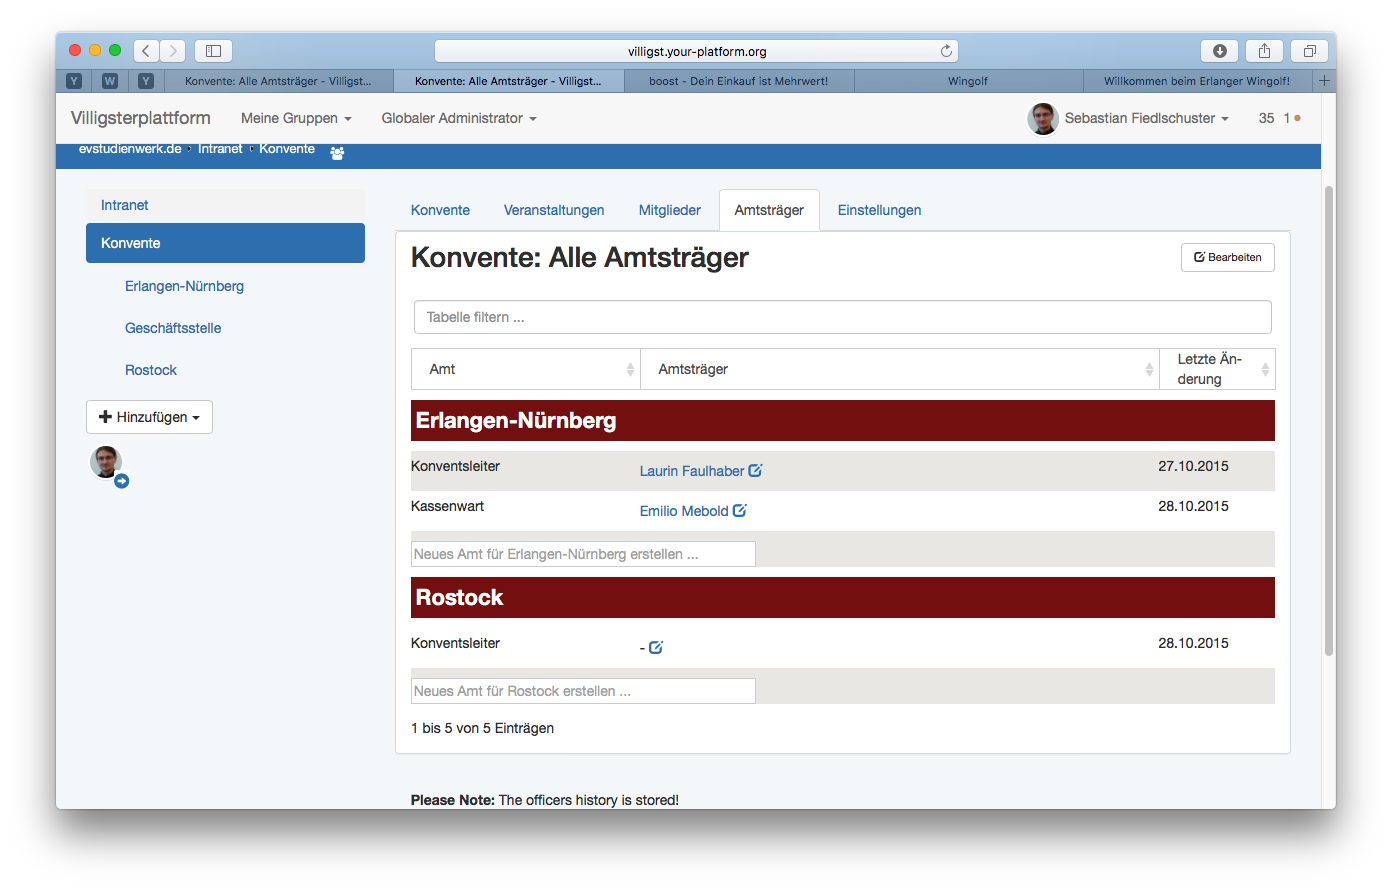 villigst.your-platform.org
Y W Y Konvente: Alle Amtsträger - Villigst... Konvente: Alle Amtsträger - Villigst... boost - Dein Einkauf ist Mehrwert! Wingolf Willkommen beim Erlanger Wingolf!
Villigsterplattform Meine Gruppen Globaler Administrator Sebastian Fiedlschuster 35 1
evstudienwerk.de Intranet Konvente
Intranet
Konvente
Erlangen-Nürnberg
Geschäftsstelle
Rostock
Hinzufügen
Konvente Veranstaltungen Mitglieder Amtsträger Einstellungen
Konvente: Alle Amtsträger
Bearbeiten
Tabelle filtern ...
Amt Amtsträger Letzte Än-
derung
Erlangen-Nürnberg
Konventsleiter Laurin Faulhaber 27.10.2015
Kassenwart Emilio Mebold 28.10.2015
Neues Amt für Erlangen-Nürnberg erstellen ...
Rostock
Konventsleiter - 28.10.2015
Neues Amt für Rostock erstellen ...
1 bis 5 von 5 Einträgen
Please Note: The officers history is stored!